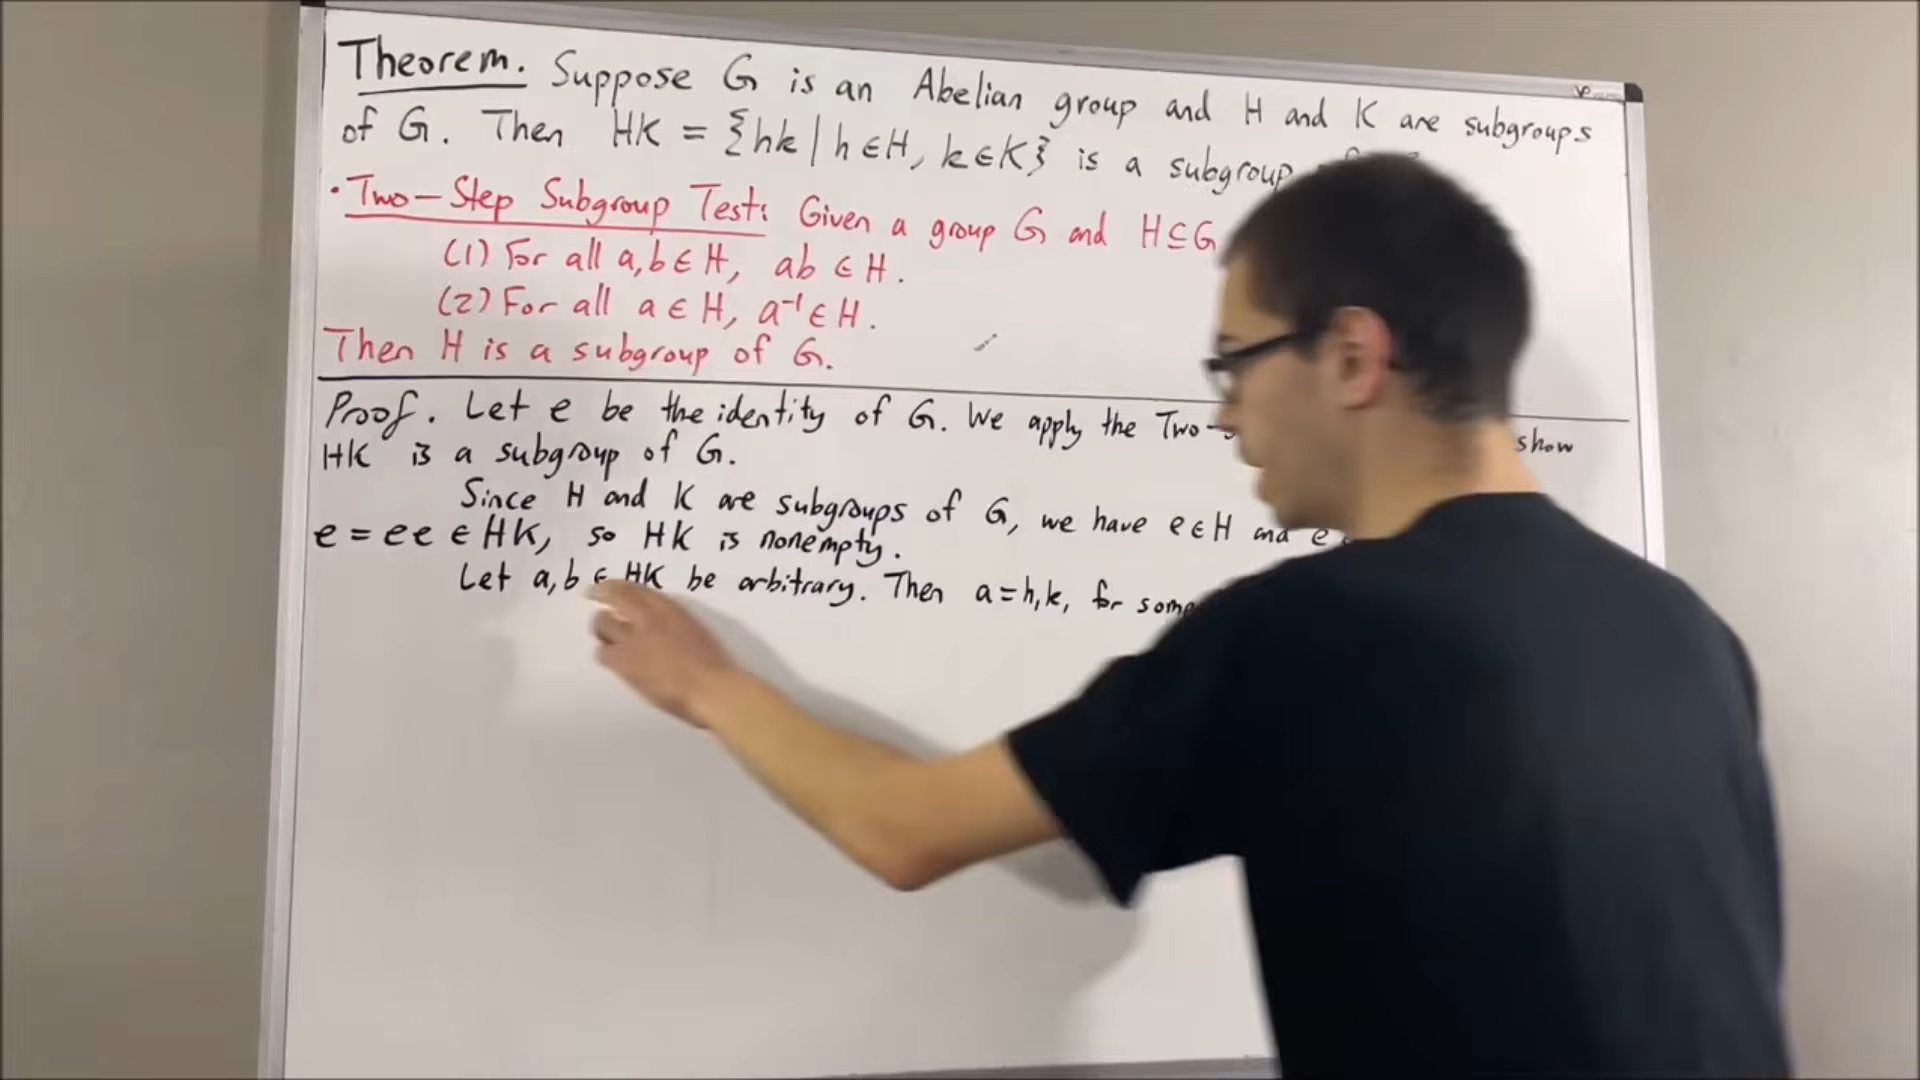 Theorem. Suppose G is an Abelian group and H and K are subgroups
of G. Then HK = {hk | h ∈ H, k ∈ K} is a subgroup
• Two-Step Subgroup Test: Given a group G and H ⊆ G
(1) For all a, b ∈ H, ab ∈ H.
(2) For all a ∈ H, a⁻¹ ∈ H.
Then H is a subgroup of G.
Proof. Let e be the identity of G. We apply the Two- show
HK is a subgroup of G.
Since H and K are subgroups of G, we have e ∈ H and e
e = ee ∈ HK, so HK is nonempty.
Let a, b ∈ HK be arbitrary. Then a = h₁k₁ for some